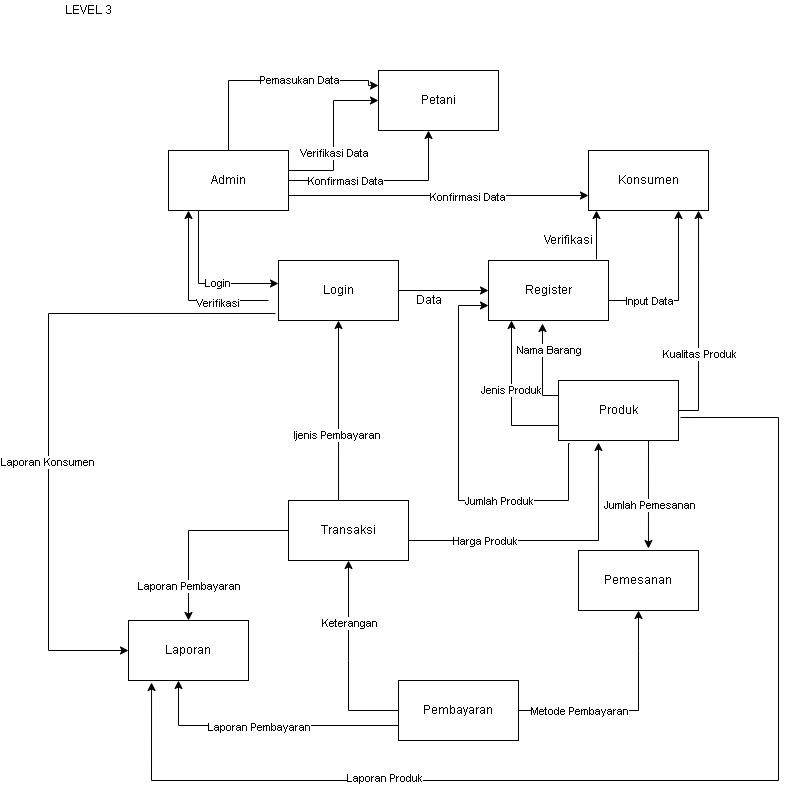 LEVEL 3
Pemasukan Data
Petani
Verifikasi Data
Admin
Konfirmasi Data
Konsumen
Konfirmasi Data
Verifikasi
Login
Login
Register
Verifikasi
Data
Input Data
Nama Barang
Kualitas Produk
Jenis Produk
Produk
Ijenis Pembayaran
Laporan Konsumen
Jumlah Produk
Jumlah Pemesanan
Transaksi
Harga Produk
Laporan Pembayaran
Pemesanan
Keterangan
Laporan
Pembayaran
Metode Pembayaran
Laporan Pembayaran
Laporan Produk